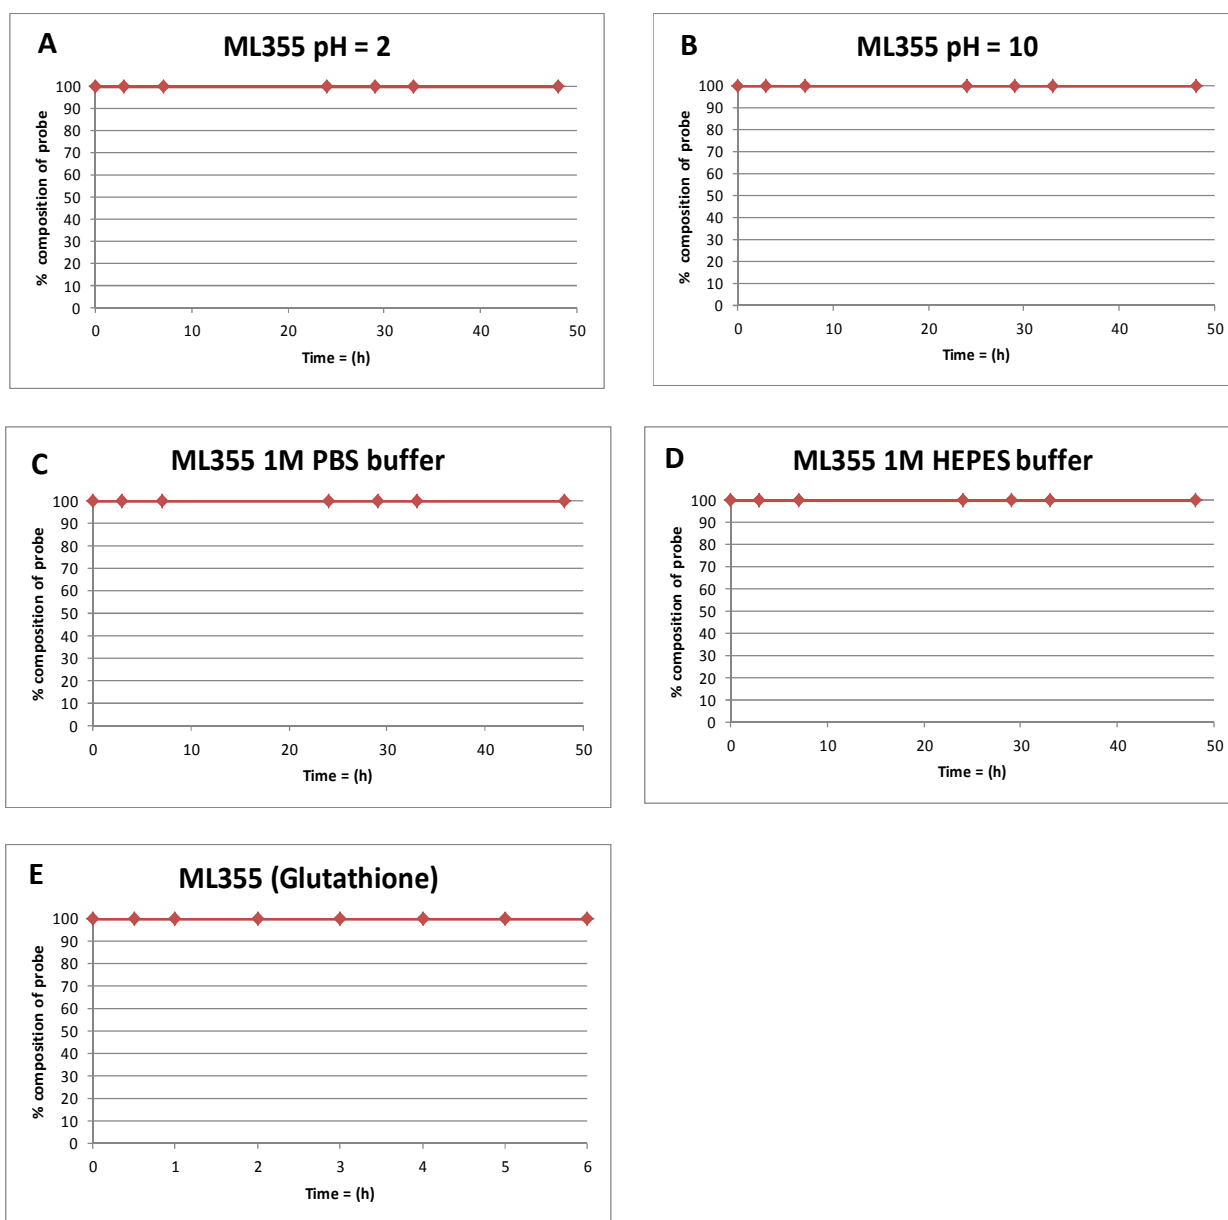 A
ML355 pH = 2
% composition of probe
100
90
80
70
60
50
40
30
20
10
0
0 10 20 30 40 50
Time = (h)
B
ML355 pH = 10
% composition of probe
100
90
80
70
60
50
40
30
20
10
0
0 10 20 30 40 50
Time = (h)
C
ML355 1M PBS buffer
% composition of probe
100
90
80
70
60
50
40
30
20
10
0
0 10 20 30 40 50
Time = (h)
D
ML355 1M HEPES buffer
% composition of probe
100
90
80
70
60
50
40
30
20
10
0
0 10 20 30 40 50
Time = (h)
E
ML355 (Glutathione)
% composition of probe
100
90
80
70
60
50
40
30
20
10
0
0 1 2 3 4 5 6
Time = (h)